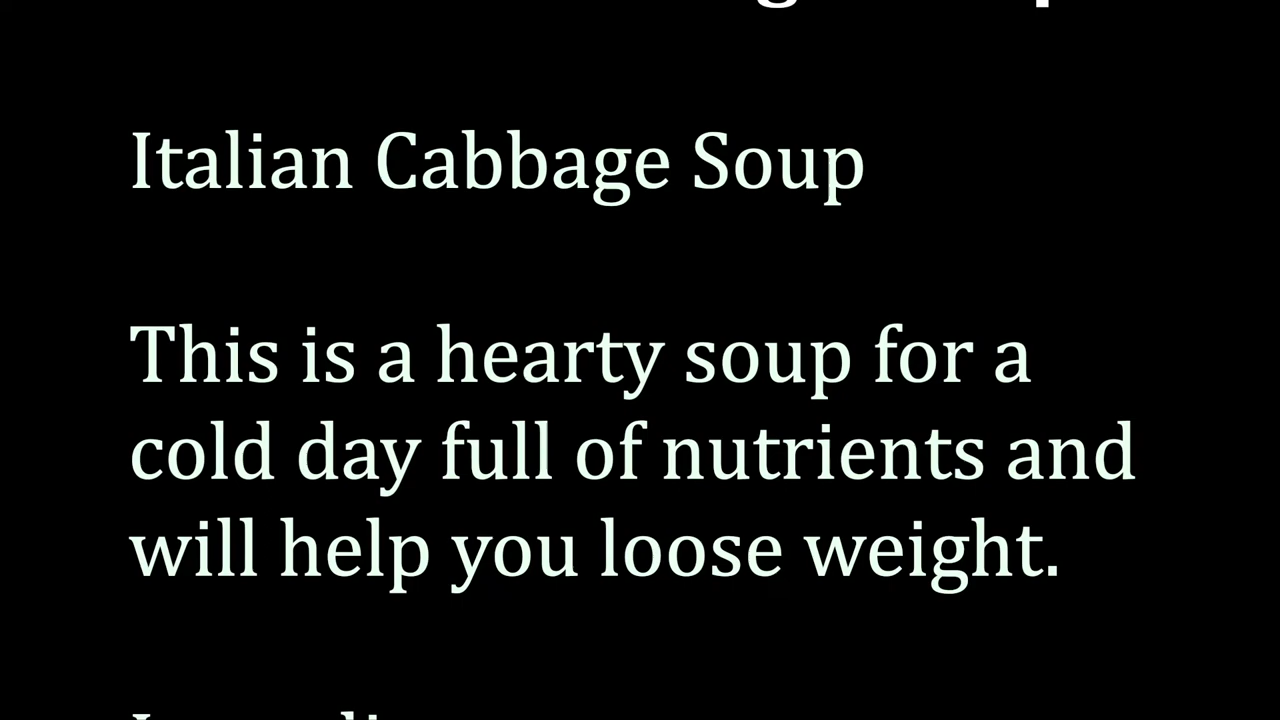 Italian Cabbage Soup
This is a hearty soup for a
cold day full of nutrients and
will help you loose weight.